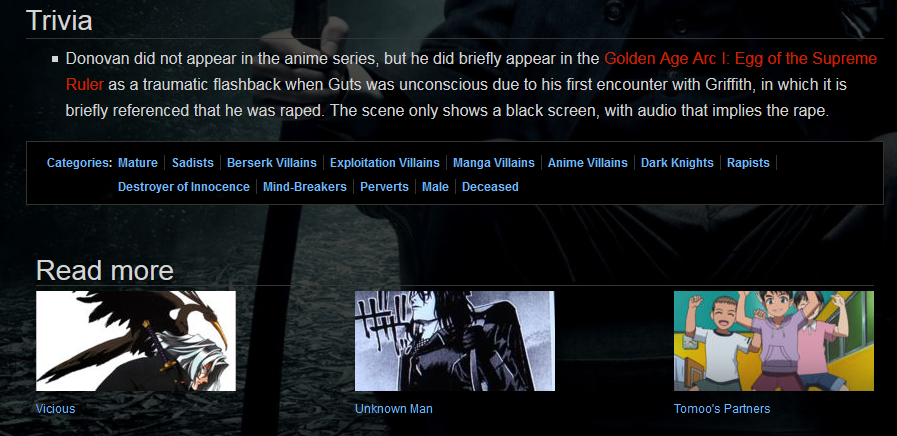 Trivia
Donovan did not appear in the anime series, but he did briefly appear in the Golden Age Arc I: Egg of the Supreme
Ruler as a traumatic flashback when Guts was unconscious due to his first encounter with Griffith, in which it is
briefly referenced that he was raped. The scene only shows a black screen, with audio that implies the rape.
Categories: Mature | Sadists | Berserk Villains | Exploitation Villains | Manga Villains | Anime Villains | Dark Knights | Rapists |
Destroyer of Innocence | Mind-Breakers | Perverts | Male | Deceased
Read more
Vicious
Unknown Man
Tomoo's Partners